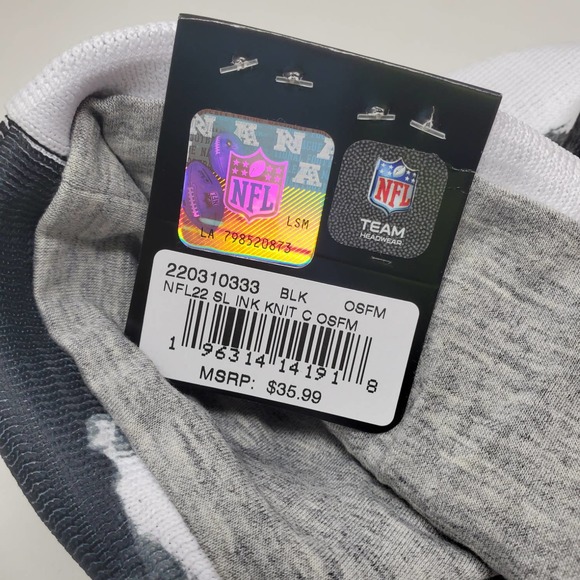 NANA
A
NFL
LSM
LA 798520873
NFL
TEAM
HEADWEAR
220310333 BLK OSFM
NFL22 SL INK KNIT C OSFM
1 96314 14191 8
MSRP: $35.99